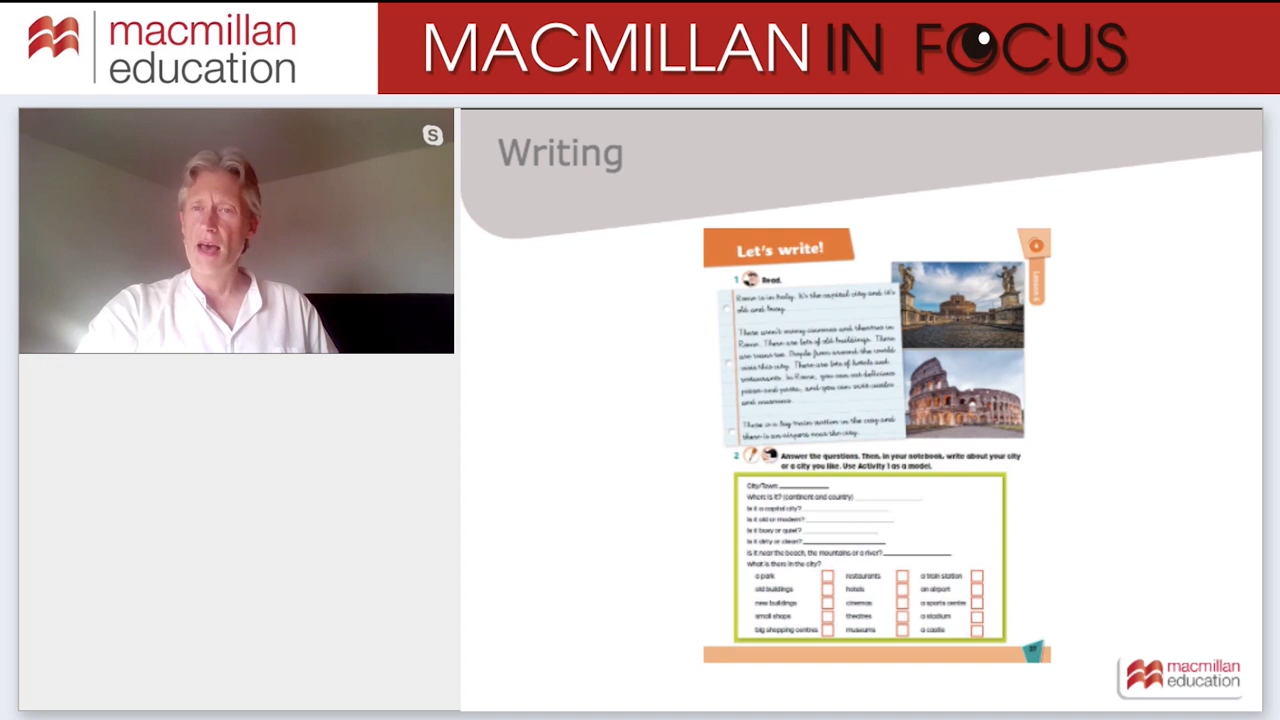 macmillan
education
MACMILLAN IN FOCUS
S
Writing
Let's write!
4
Lesson 6
1 Read.
Rome is in Italy. It's the capital city and it's
old and busy.
There aren't many cinemas and theatres in
Rome. There are lots of old buildings. There
are ruins too. People from around the world
visit this city. There are lots of hotels and
restaurants. In Rome, you can eat delicious
pizza and pasta, and you can visit castles
and museums.
There is a big train station in the city and
there is an airport near the city.
2 Answer the questions. Then, in your notebook, write about your city
or a city you like. Use Activity 1 as a model.
City/Town:
Where is it? (continent and country)
Is it a capital city?
Is it old or modern?
Is it busy or quiet?
Is it dirty or clean?
Is it near the beach, the mountains or a river?
What is there in the city?
a park restaurants a train station
old buildings hotels an airport
new buildings cinemas a sports centre
small shops theatres a stadium
big shopping centres museums a castle
macmillan
education